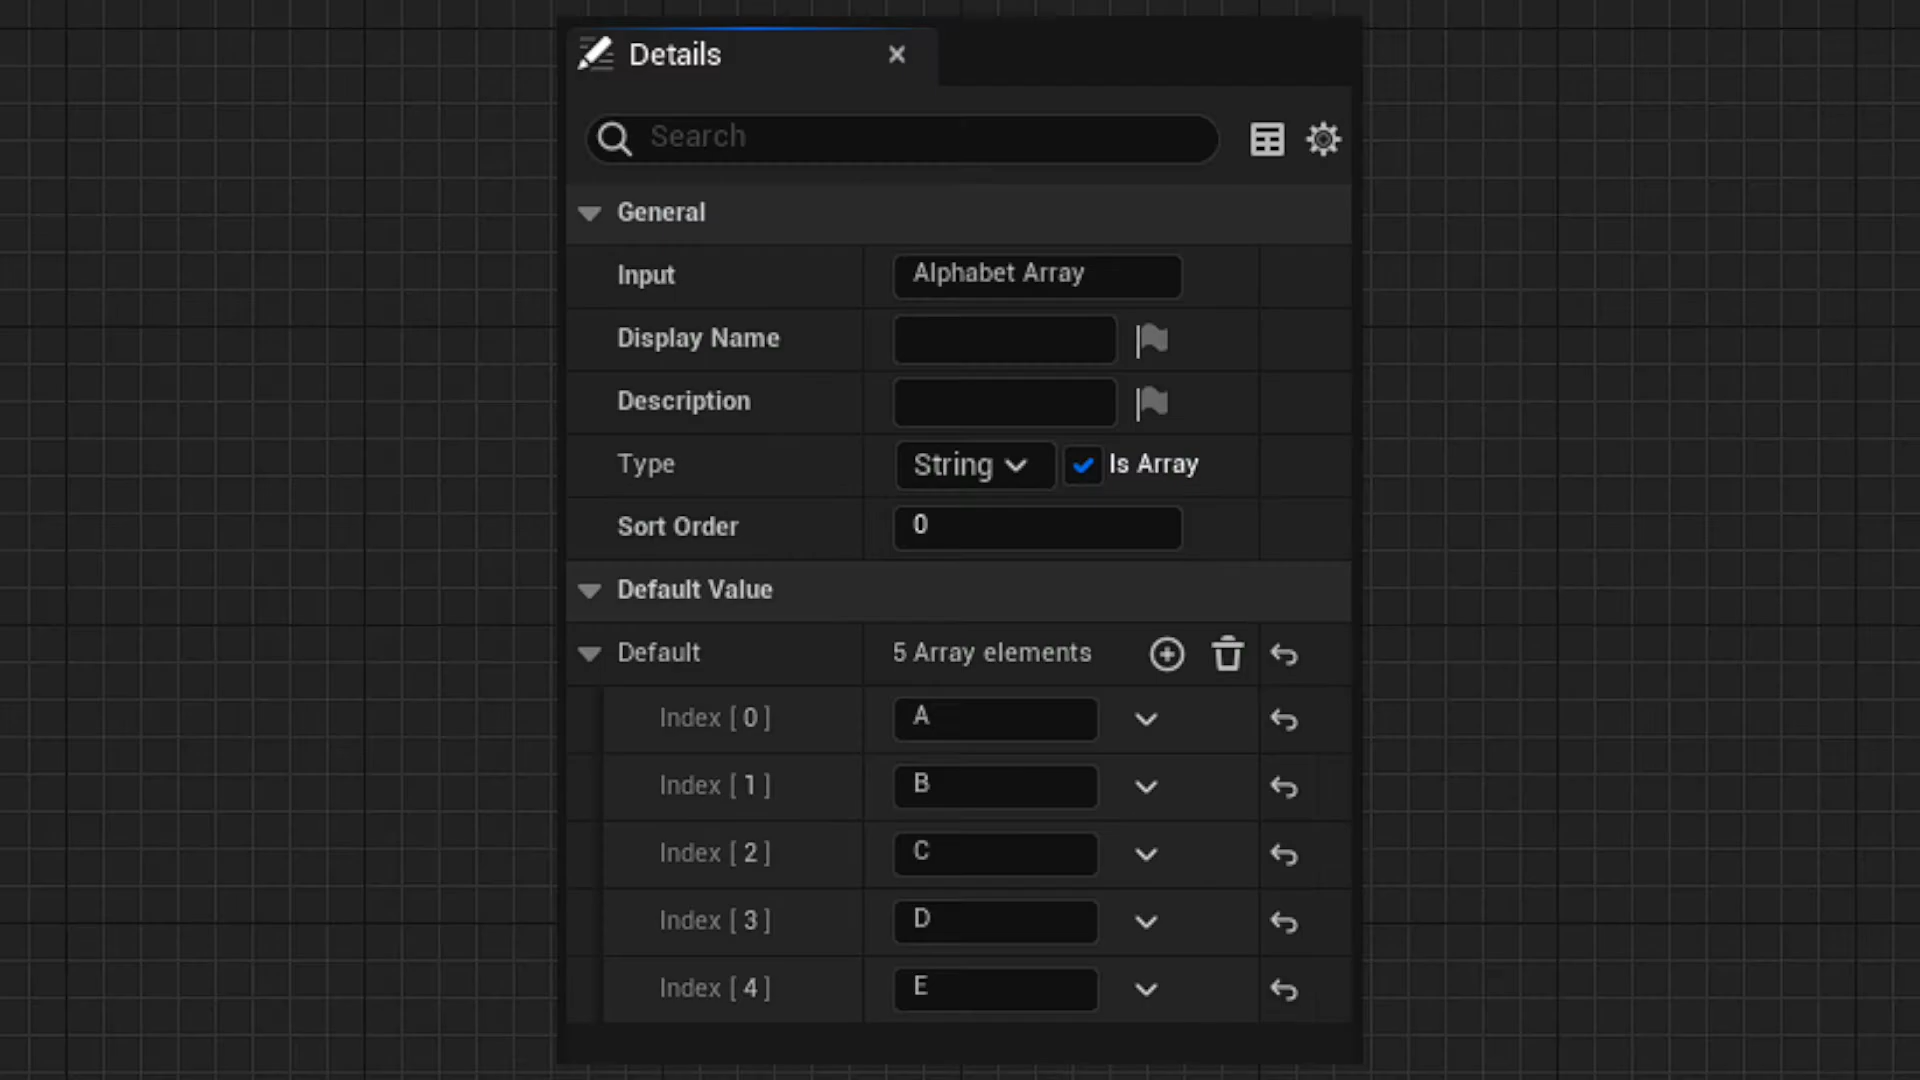 Details
Search
General
Input Alphabet Array
Display Name
Description
Type String Is Array
Sort Order 0
Default Value
Default 5 Array elements
Index [ 0 ] A
Index [ 1 ] B
Index [ 2 ] C
Index [ 3 ] D
Index [ 4 ] E